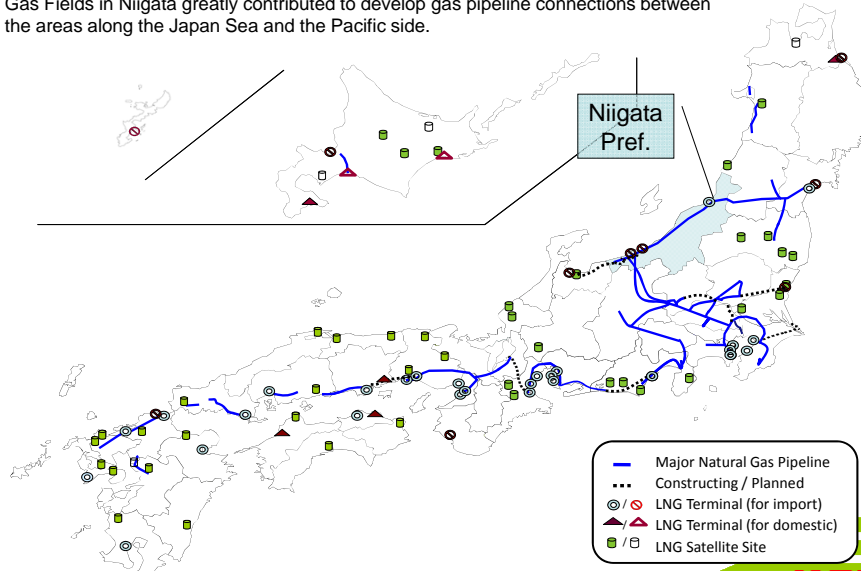 Gas Fields in Niigata greatly contributed to develop gas pipeline connections between
the areas along the Japan Sea and the Pacific side.
Niigata
Pref.
Major Natural Gas Pipeline
Constructing / Planned
/ LNG Terminal (for import)
/ LNG Terminal (for domestic)
/ LNG Satellite Site